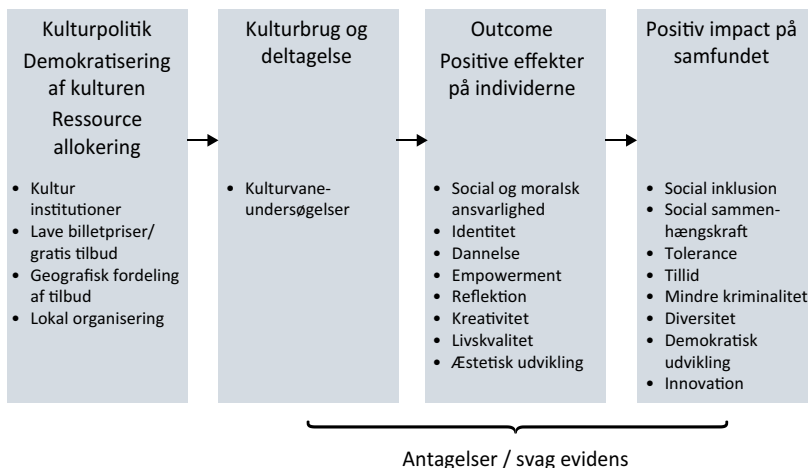 Kulturpolitik
Demokratisering
af kulturen
Ressource
allokering
• Kultur
institutioner
• Lave billetpriser/
gratis tilbud
• Geografisk fordeling
af tilbud
• Lokal organisering
Kulturbrug og
deltagelse
• Kulturvane-
undersøgelser
Outcome
Positive effekter
på individerne
• Social og moralsk
ansvarlighed
• Identitet
• Dannelse
• Empowerment
• Reflektion
• Kreativitet
• Livskvalitet
• Æstetisk udvikling
Positiv impact på
samfundet
• Social inklusion
• Social sammen-
hængskraft
• Tolerance
• Tillid
• Mindre kriminalitet
• Diversitet
• Demokratisk
udvikling
• Innovation
Antagelser / svag evidens